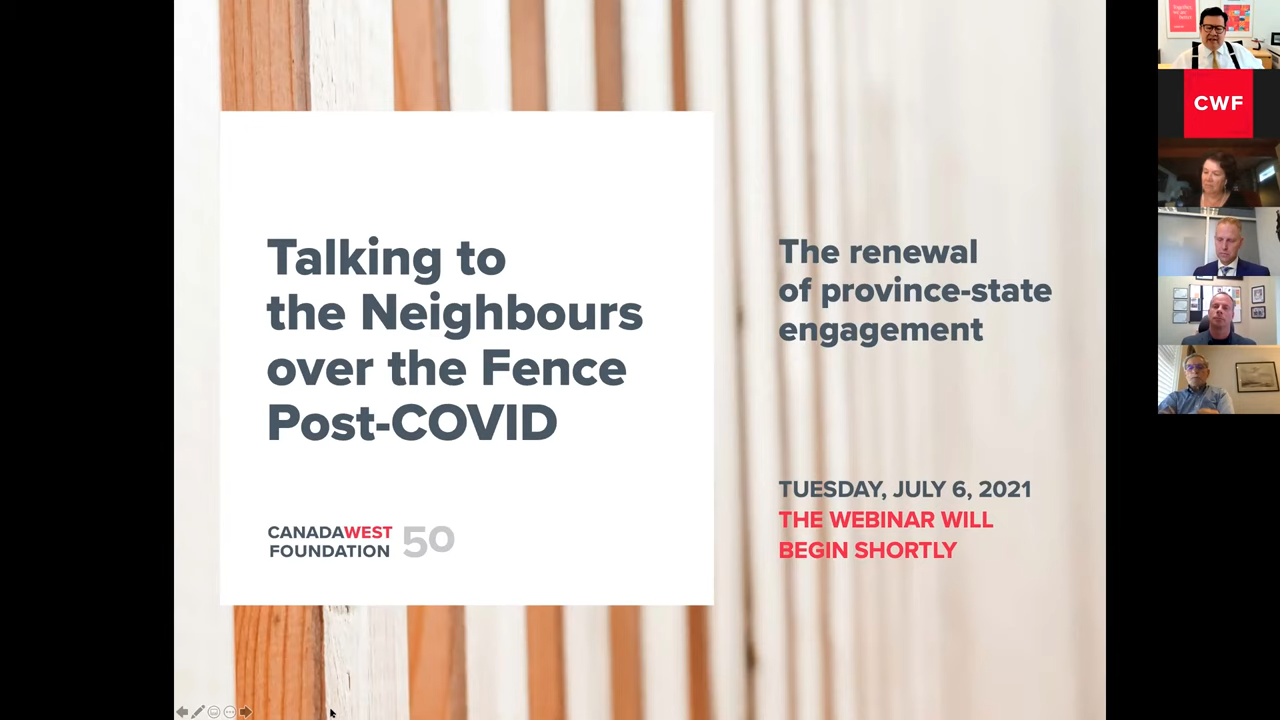 Talking to
the Neighbours
over the Fence
Post-COVID
CANADAWEST
FOUNDATION
50
The renewal
of province-state
engagement
TUESDAY, JULY 6, 2021
THE WEBINAR WILL
BEGIN SHORTLY
CWF